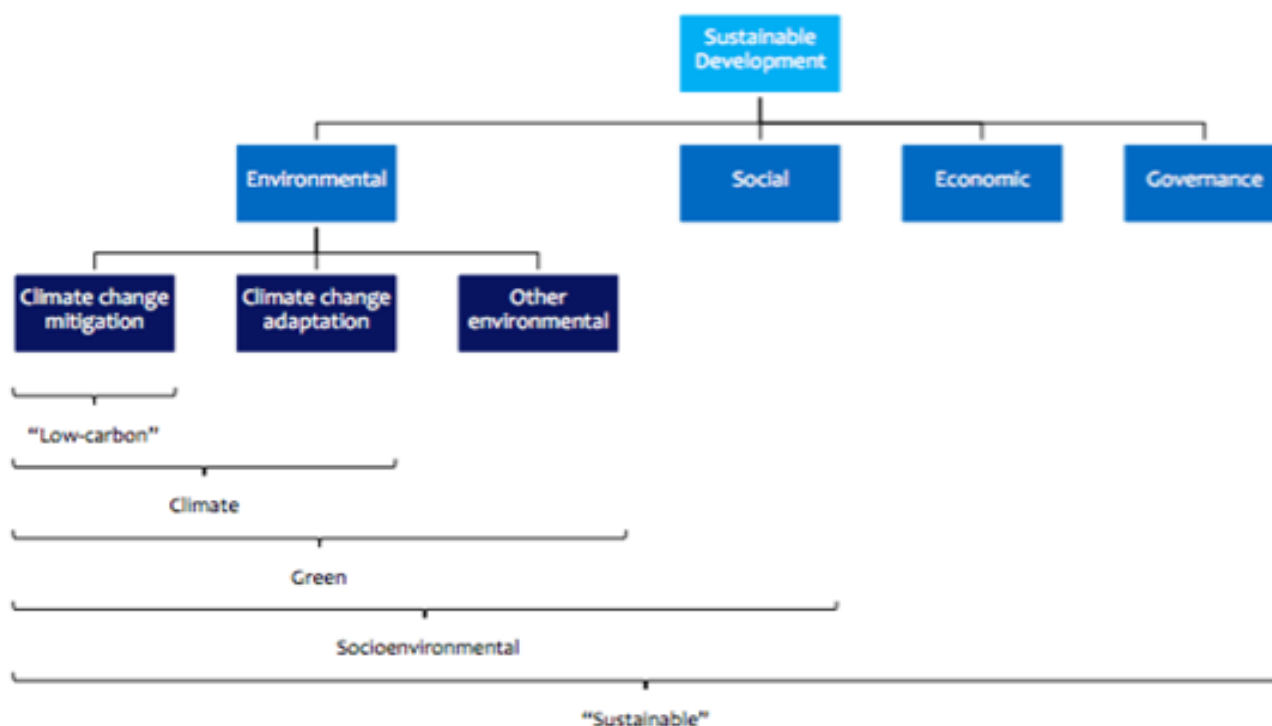 Sustainable
Development
Environmental
Social
Economic
Governance
Climate change
mitigation
Climate change
adaptation
Other
environmental
“Low-carbon”
Climate
Green
Socioenvironmental
“Sustainable”